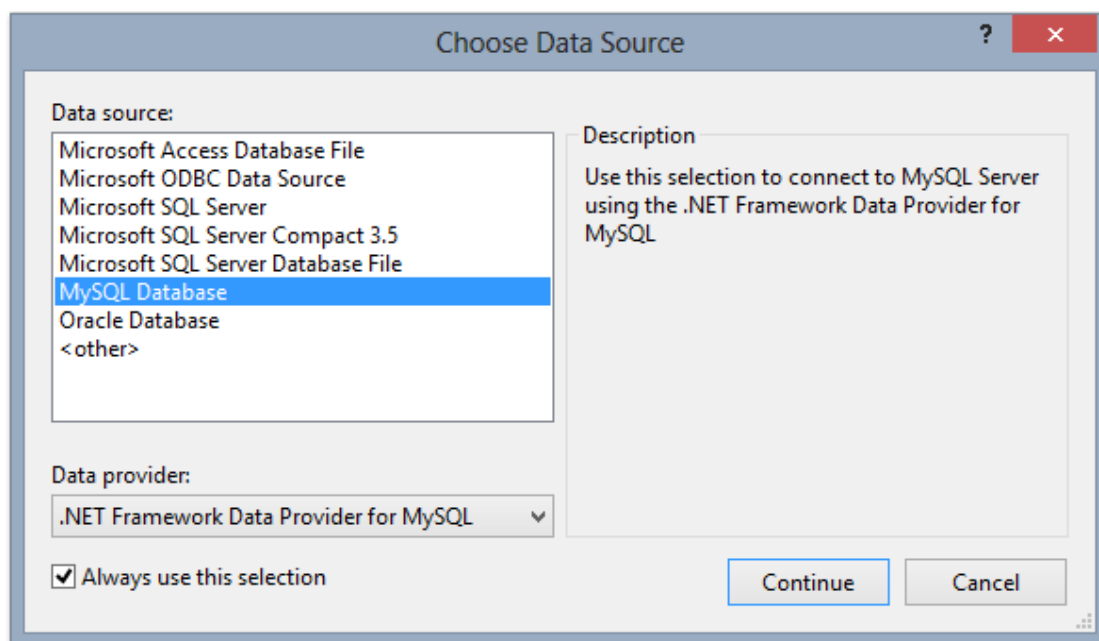 Choose Data Source
?
Data source:
Microsoft Access Database File
Microsoft ODBC Data Source
Microsoft SQL Server
Microsoft SQL Server Compact 3.5
Microsoft SQL Server Database File
MySQL Database
Oracle Database
<other>
Description
Use this selection to connect to MySQL Server
using the .NET Framework Data Provider for
MySQL
Data provider:
.NET Framework Data Provider for MySQL
Always use this selection
Continue
Cancel